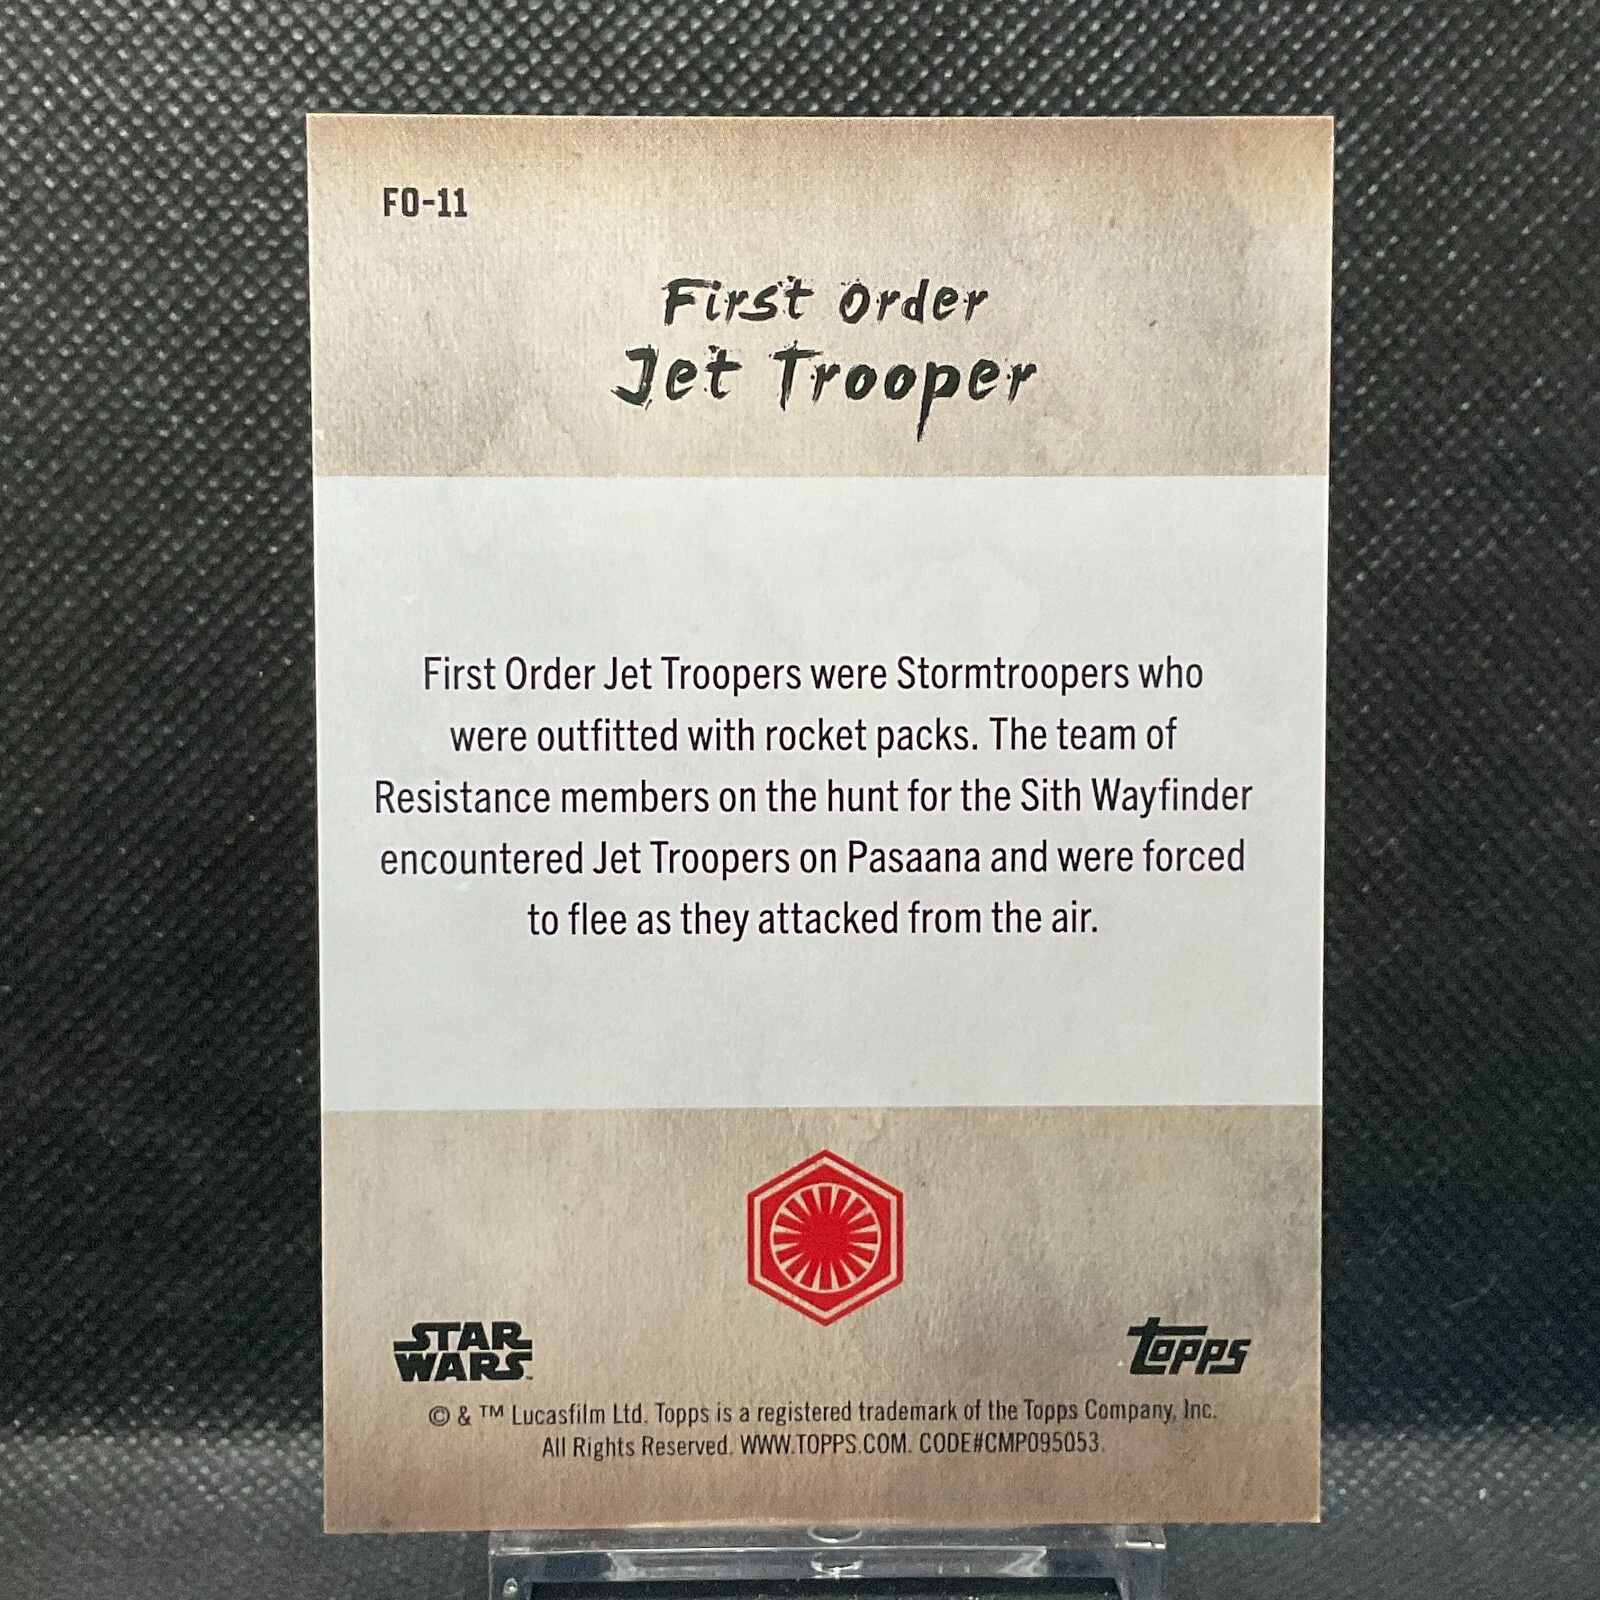 FO-11
First Order
Jet Trooper
First Order Jet Troopers were Stormtroopers who
were outfitted with rocket packs. The team of
Resistance members on the hunt for the Sith Wayfinder
encountered Jet Troopers on Pasaana and were forced
to flee as they attacked from the air.
STAR
WARS
topps
© & ™ Lucasfilm Ltd. Topps is a registered trademark of the Topps Company, Inc.
All Rights Reserved. WWW.TOPPS.COM. CODE#CMP095053.